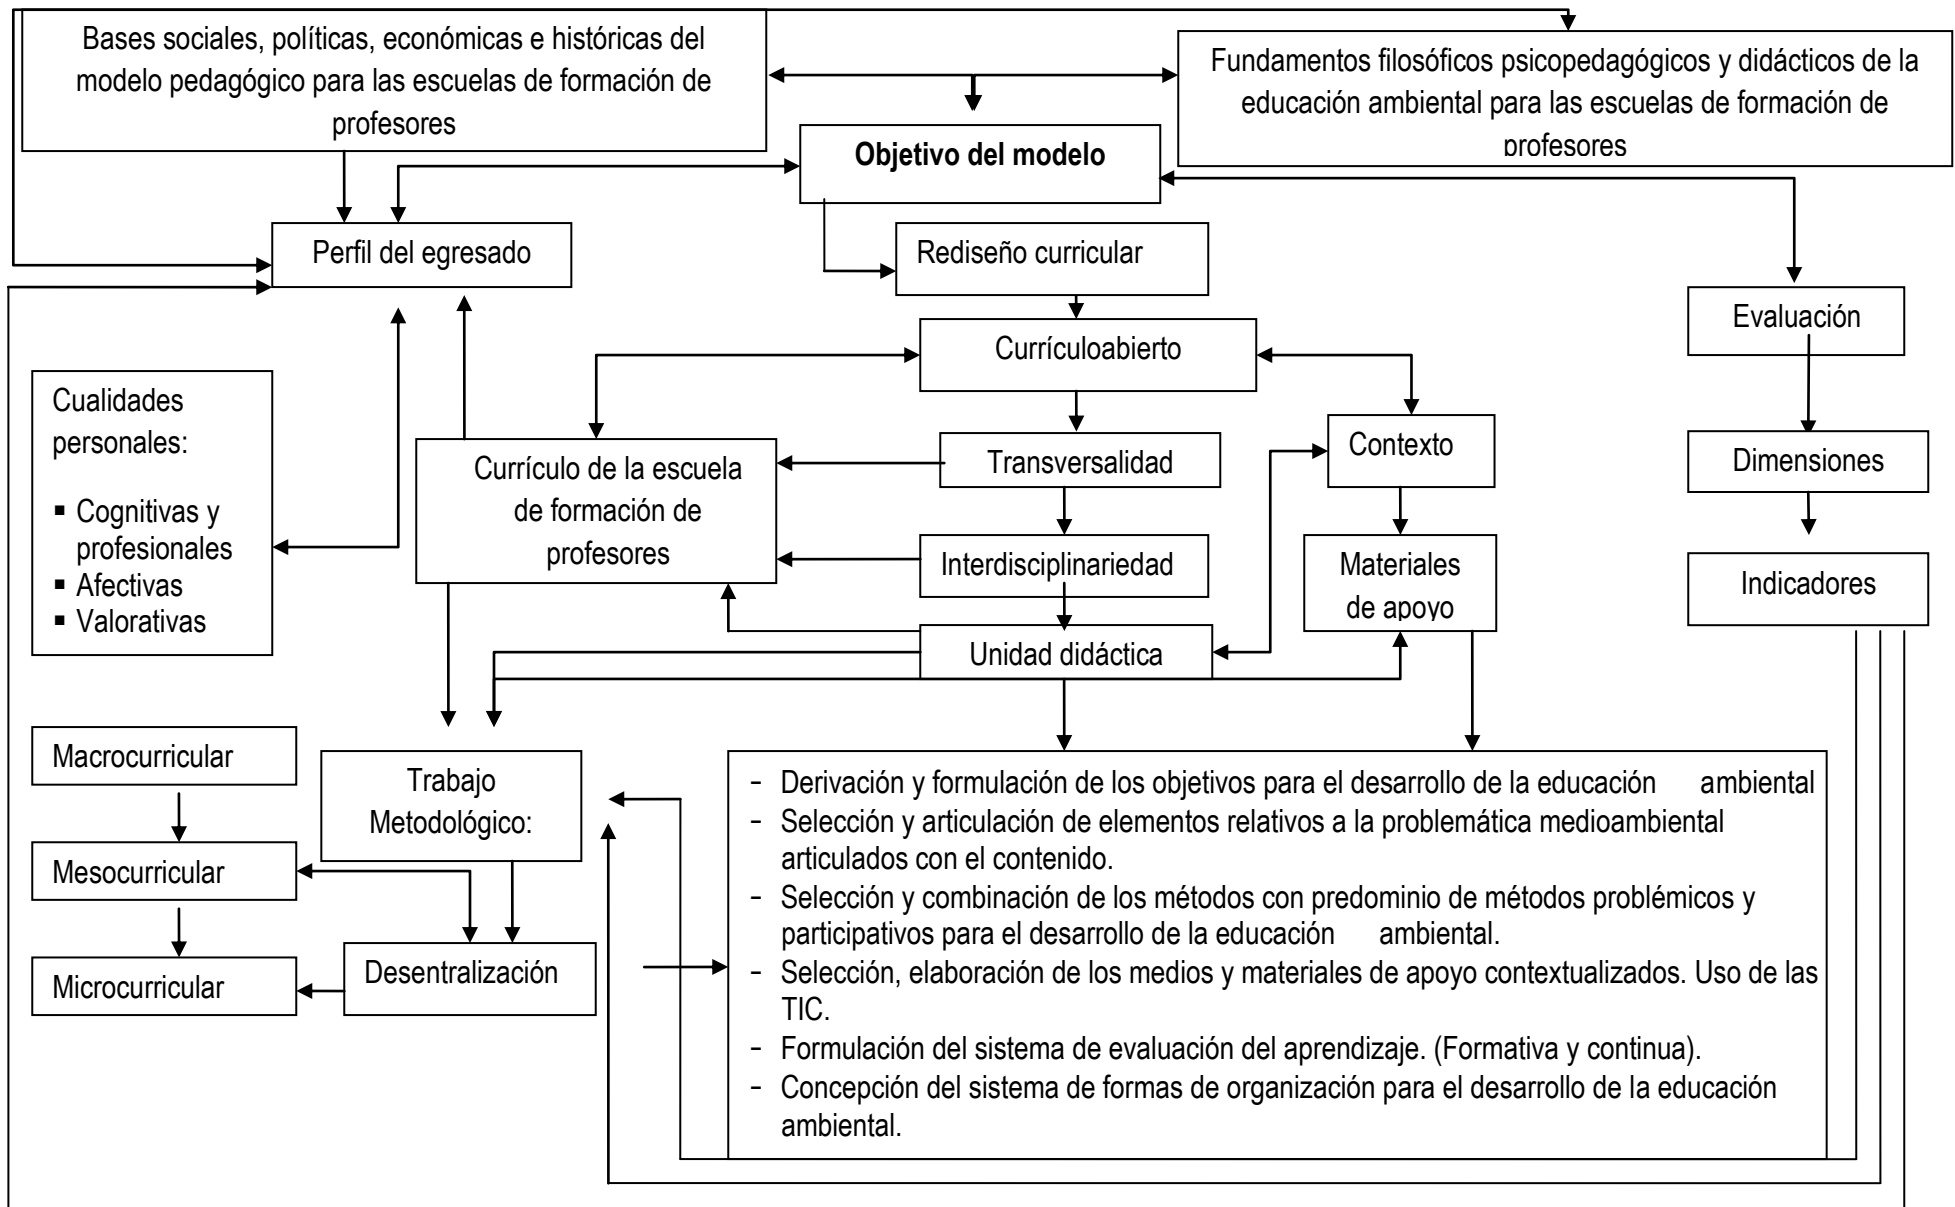 Bases sociales, políticas, económicas e históricas del
modelo pedagógico para las escuelas de formación de
profesores
Fundamentos filosóficos psicopedagógicos y didácticos de la
educación ambiental para las escuelas de formación de
profesores
Objetivo del modelo
Perfil del egresado
Rediseño curricular
Evaluación
Currículoabierto
Cualidades
personales:
▪ Cognitivas y
profesionales
▪ Afectivas
▪ Valorativas
Currículo de la escuela
de formación de
profesores
Transversalidad
Contexto
Dimensiones
Interdisciplinariedad
Materiales
de apoyo
Indicadores
Unidad didáctica
Macrocurricular
Mesocurricular
Microcurricular
Trabajo
Metodológico:
Desentralización
- Derivación y formulación de los objetivos para el desarrollo de la educación ambiental
- Selección y articulación de elementos relativos a la problemática medioambiental
articulados con el contenido.
- Selección y combinación de los métodos con predominio de métodos problémicos y
participativos para el desarrollo de la educación ambiental.
- Selección, elaboración de los medios y materiales de apoyo contextualizados. Uso de las
TIC.
- Formulación del sistema de evaluación del aprendizaje. (Formativa y continua).
- Concepción del sistema de formas de organización para el desarrollo de la educación
ambiental.